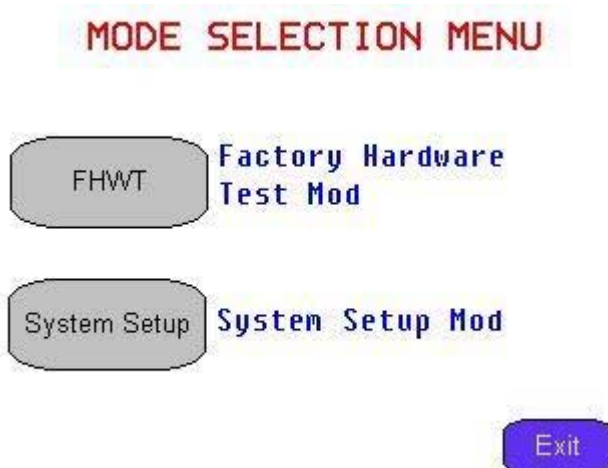 MODE SELECTION MENU
FHWT
Factory Hardware
Test Mod
System Setup
System Setup Mod
Exit